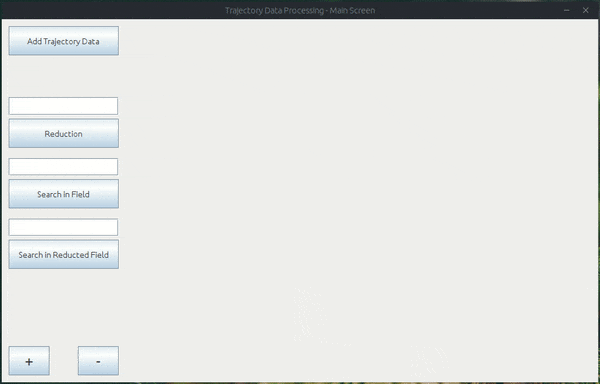 Trajectory Data Processing - Main Screen
Add Trajectory Data
Reduction
Search in Field
Search in Reducted Field
+
-